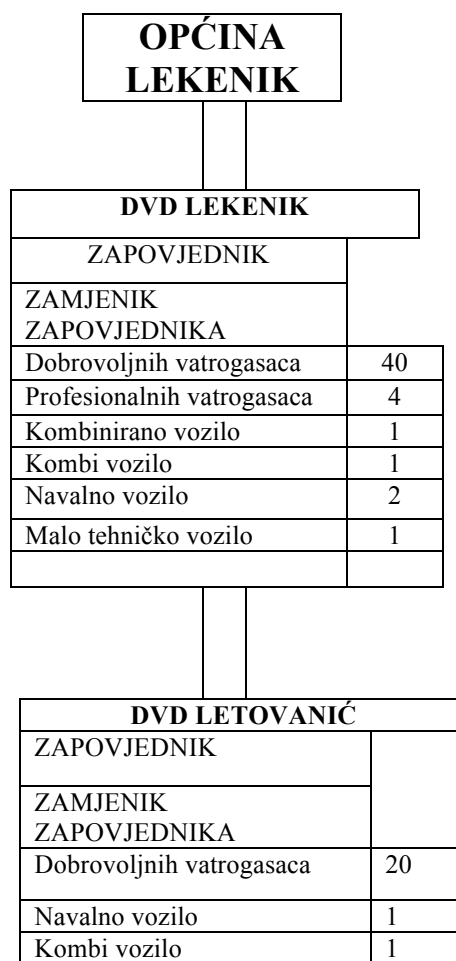 OPĆINA
LEKENIK
DVD LEKENIK
ZAPOVJEDNIK
ZAMJENIK
ZAPOVJEDNIKA
Dobrovoljnih vatrogasaca 40
Profesionalnih vatrogasaca 4
Kombinirano vozilo 1
Kombi vozilo 1
Navalno vozilo 2
Malo tehničko vozilo 1
DVD LETOVANIĆ
ZAPOVJEDNIK
ZAMJENIK
ZAPOVJEDNIKA
Dobrovoljnih vatrogasaca 20
Navalno vozilo 1
Kombi vozilo 1